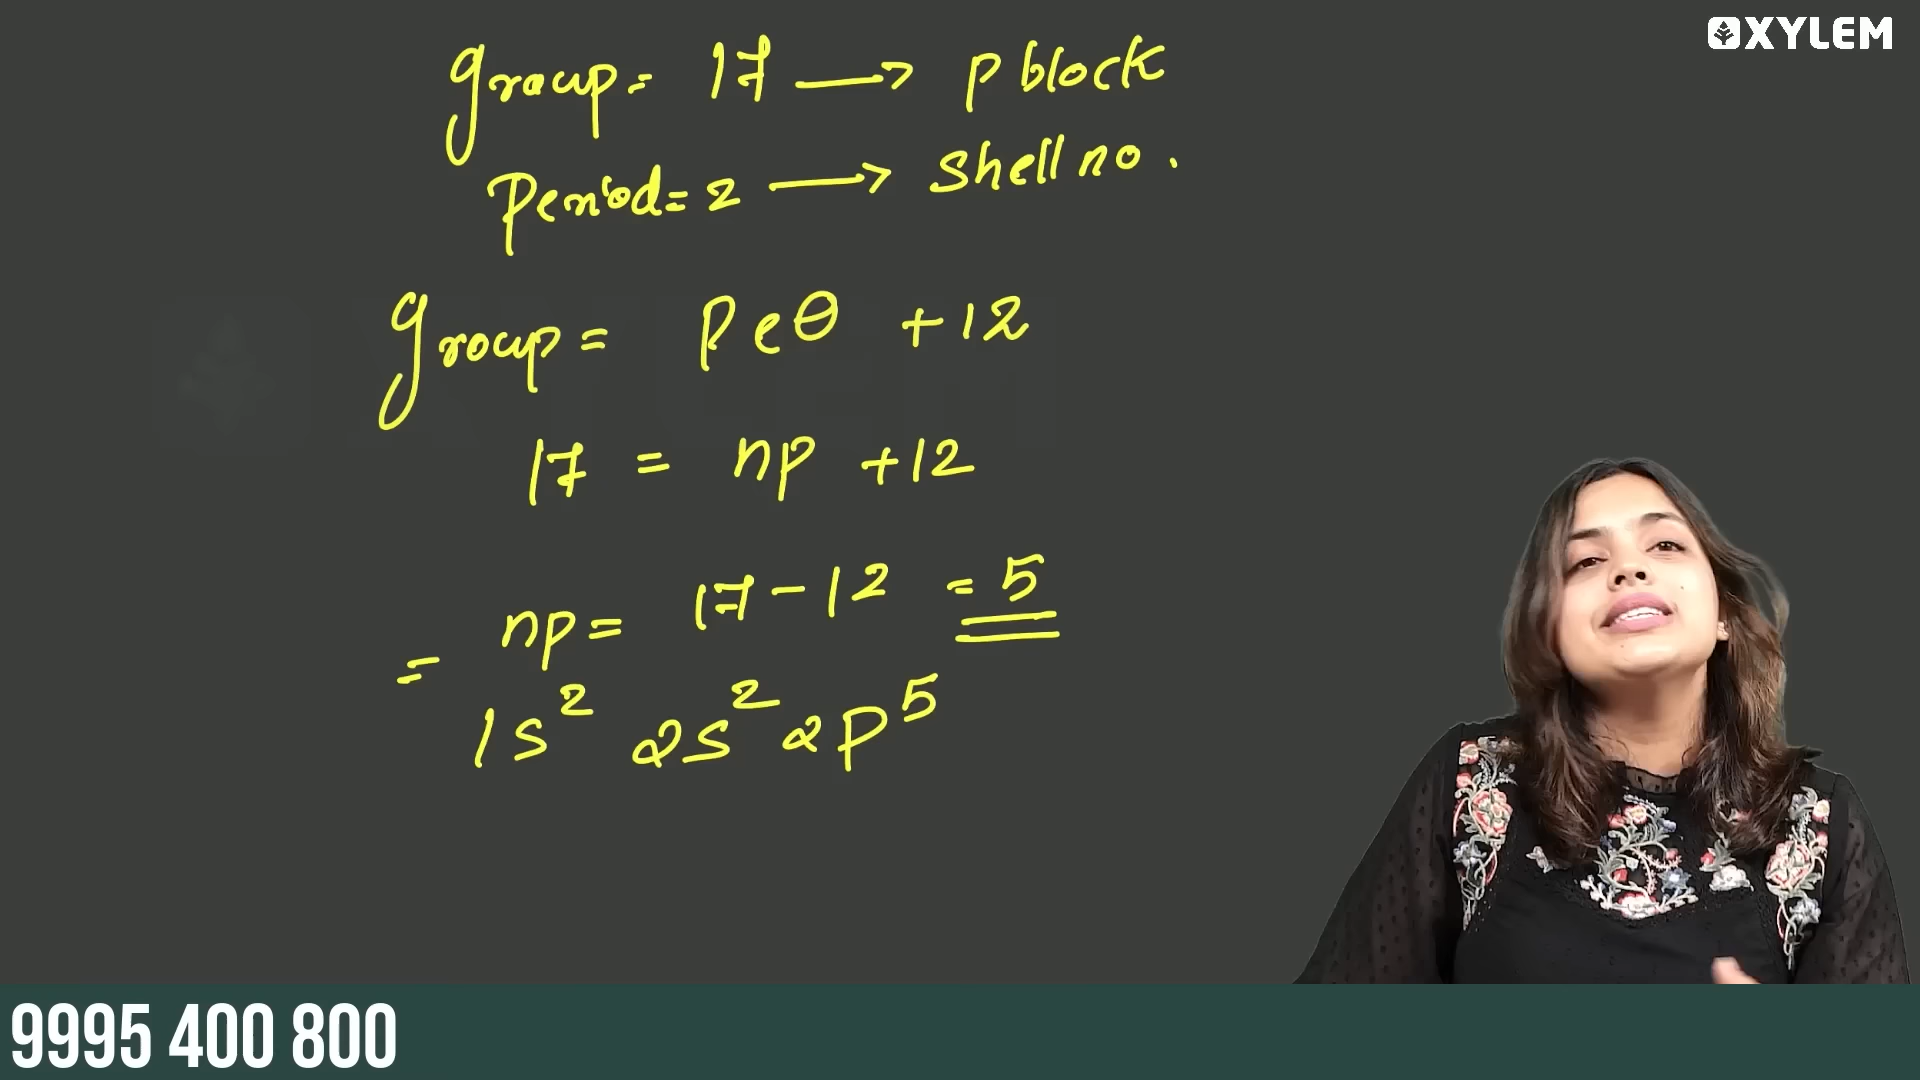 XYLEM
group = 17 → p block
Period = 2 → Shell no.
group = p eΘ + 12
17 = np + 12
np = 17 - 12 = 5
=
1s² 2s² 2p⁵
9995 400 800